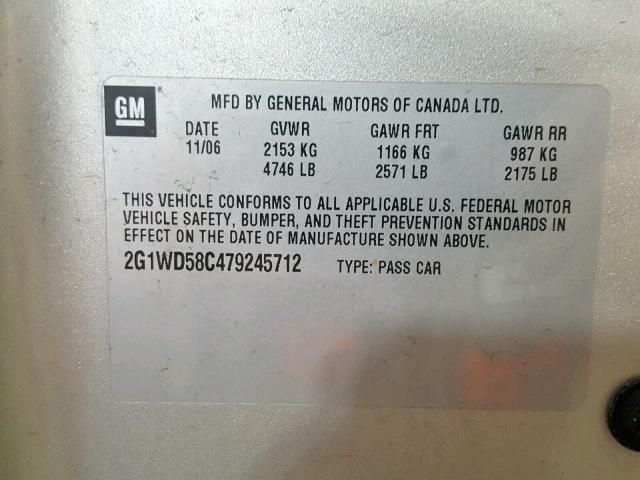 GM
MFD BY GENERAL MOTORS OF CANADA LTD.
DATE GVWR GAWR FRT GAWR RR
11/06 2153 KG 1166 KG 987 KG
4746 LB 2571 LB 2175 LB
THIS VEHICLE CONFORMS TO ALL APPLICABLE U.S. FEDERAL MOTOR
VEHICLE SAFETY, BUMPER, AND THEFT PREVENTION STANDARDS IN
EFFECT ON THE DATE OF MANUFACTURE SHOWN ABOVE.
2G1WD58C479245712 TYPE: PASS CAR